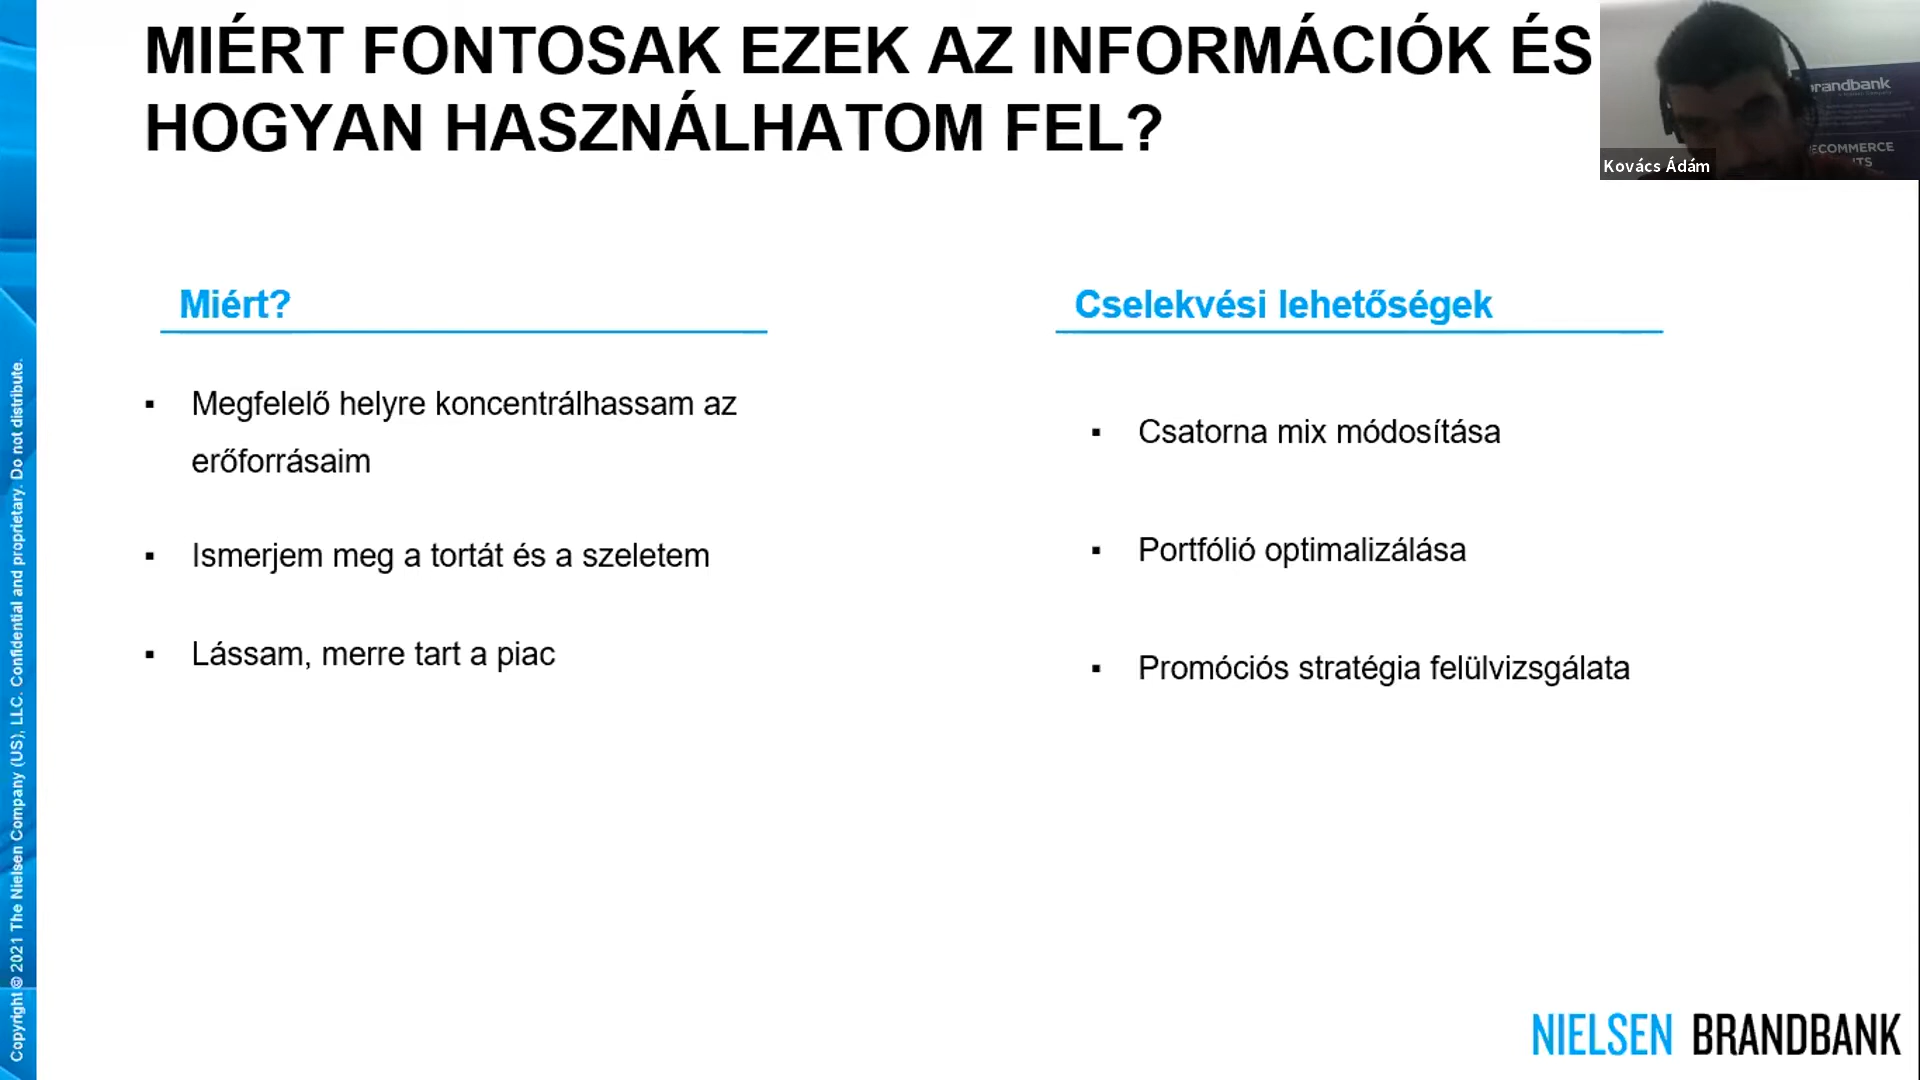 MIÉRT FONTOSAK EZEK AZ INFORMÁCIÓK ÉS
HOGYAN HASZNÁLHATOM FEL?
brandbank
ECOMMERCE
Kovács Ádám
Miért?
▪ Megfelelő helyre koncentrálhassam az
erőforrásaim
▪ Ismerjem meg a tortát és a szeletem
▪ Lássam, merre tart a piac
Cselekvési lehetőségek
▪ Csatorna mix módosítása
▪ Portfólió optimalizálása
▪ Promóciós stratégia felülvizsgálata
Copyright © 2021 The Nielsen Company (US), LLC. Confidential and proprietary. Do not distribute.
NIELSEN BRANDBANK